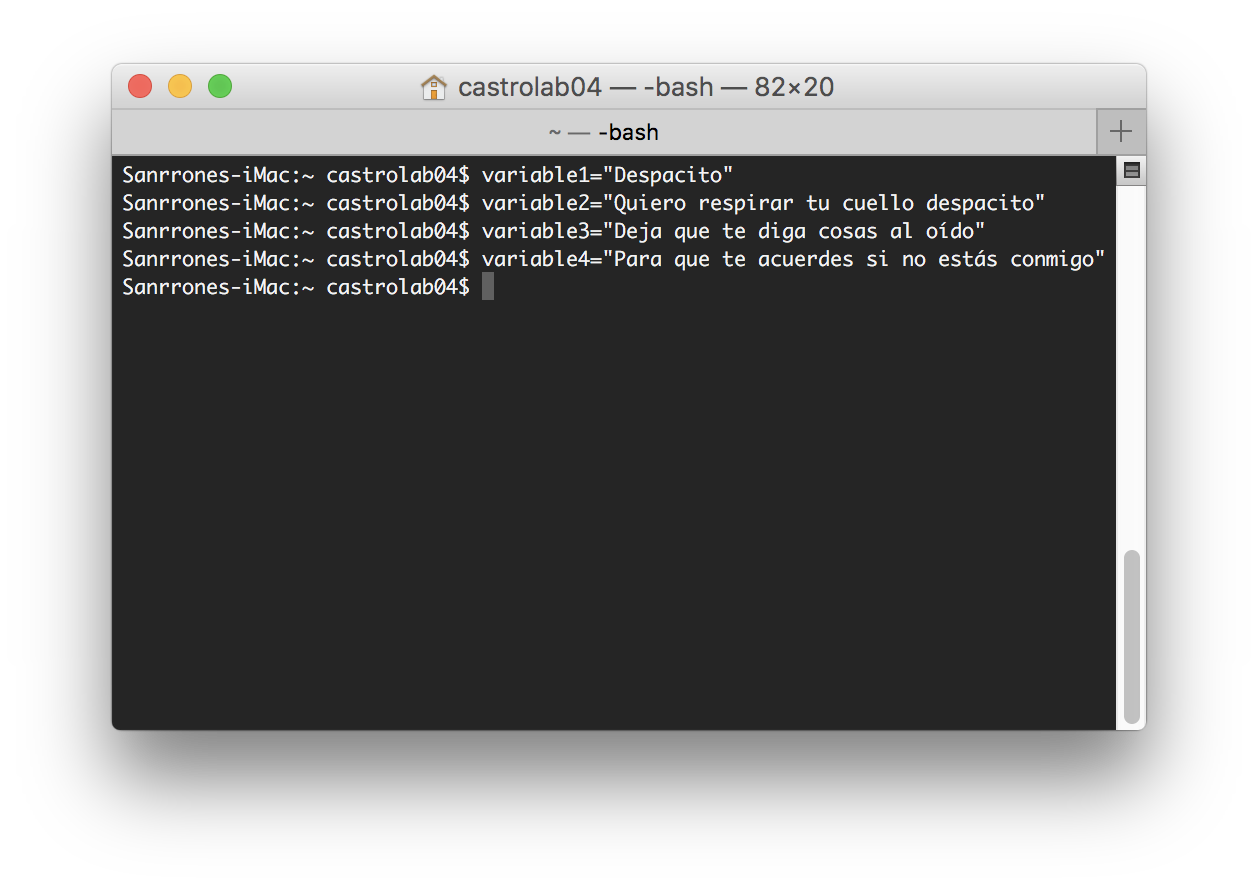 castrolab04 — -bash — 82×20
~ — -bash
Sanrrones-iMac:~ castrolab04$ variable1="Despacito"
Sanrrones-iMac:~ castrolab04$ variable2="Quiero respirar tu cuello despacito"
Sanrrones-iMac:~ castrolab04$ variable3="Deja que te diga cosas al oído"
Sanrrones-iMac:~ castrolab04$ variable4="Para que te acuerdes si no estás conmigo"
Sanrrones-iMac:~ castrolab04$